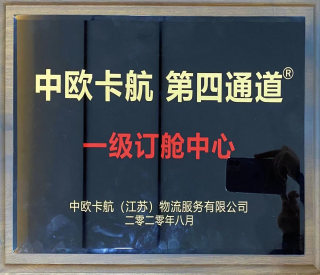 中欧卡航 第四通道®
一级订舱中心
中欧卡航（江苏）物流服务有限公司
二零二零年八月